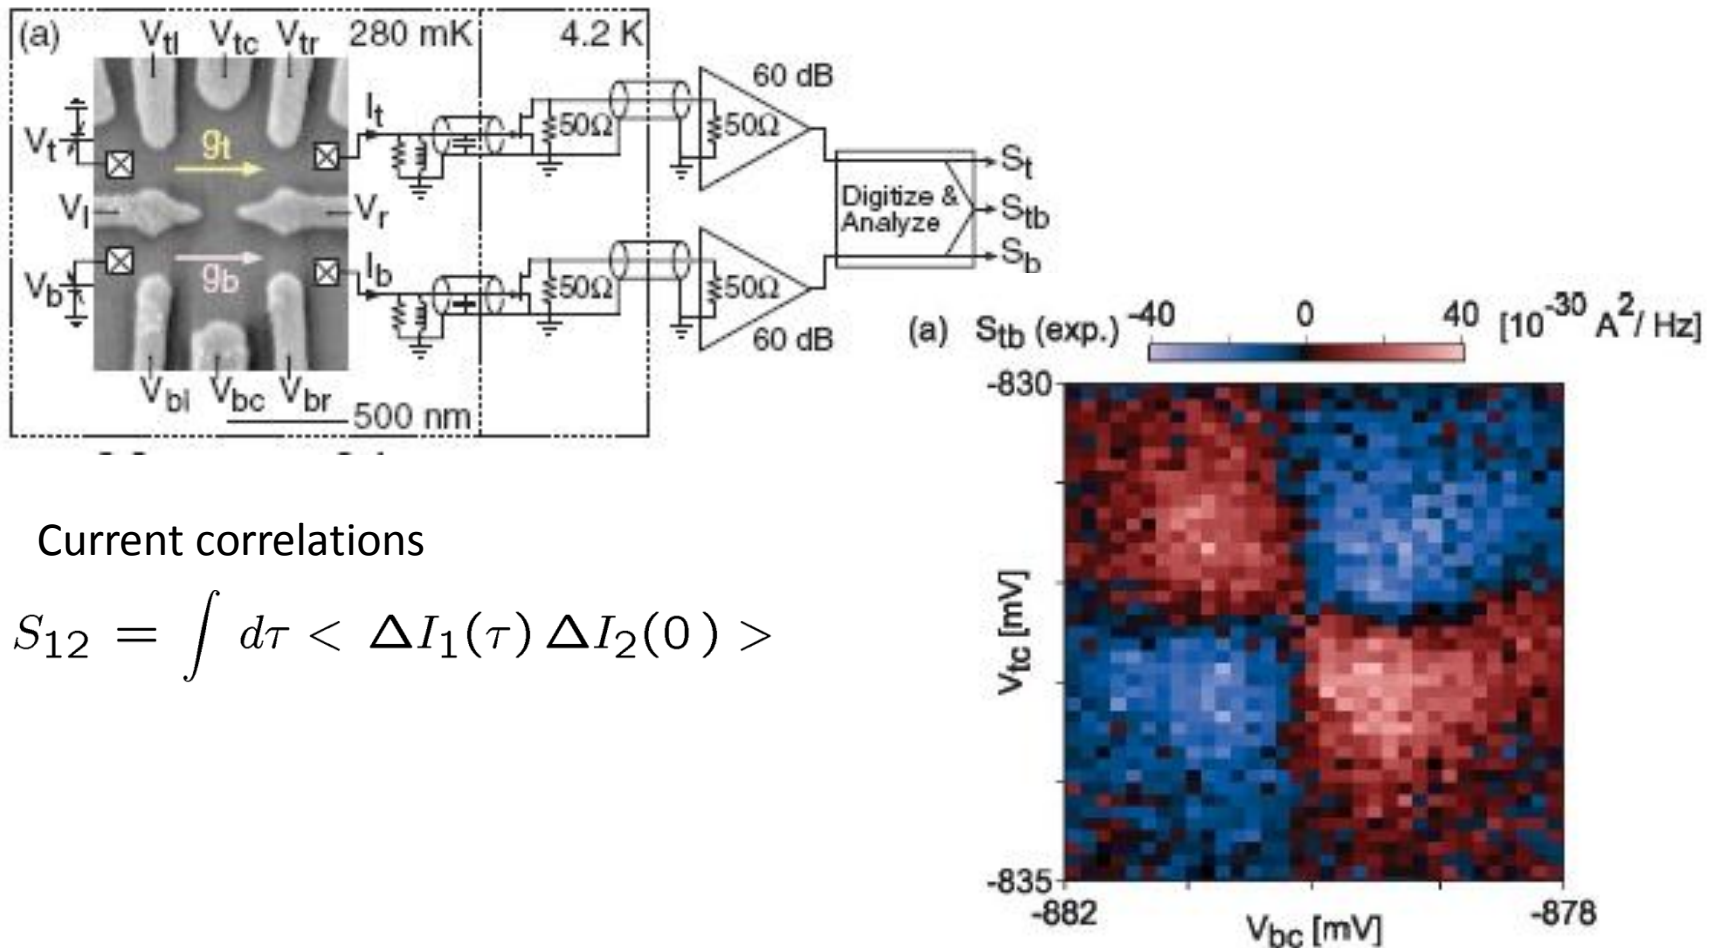 (a) V_tl V_tc V_tr 280 mK 4.2 K
60 dB
I_t
50Ω 50Ω
V_t g_t
S_t
V_l V_r
Digitize & Analyze
S_tb
S_b
I_b
V_b g_b
50Ω 50Ω
60 dB
V_bl V_bc V_br
500 nm
(a) S_tb (exp.) -40 0 40 [10^-30 A^2/ Hz]
-830
V_tc [mV]
-835
-882 -878
V_bc [mV]
Current correlations
S_12 = ∫ dτ < ΔI_1(τ) ΔI_2(0) >